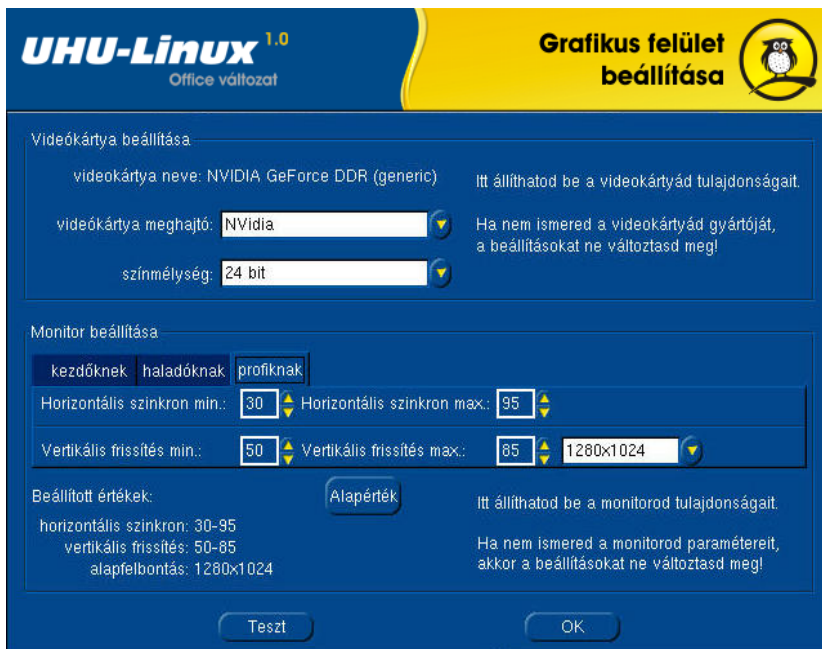 UHU-Linux 1.0
Office változat
Grafikus felület
beállítása
Videókártya beállítása
videokártya neve: NVIDIA GeForce DDR (generic)
videókártya meghajtó: NVidia
színmélység: 24 bit
Itt állíthatod be a videokártyád tulajdonságait.
Ha nem ismered a videokártyád gyártóját,
a beállításokat ne változtasd meg!
Monitor beállítása
kezdőknek haladóknak profiknak
Horizontális szinkron min.: 30 Horizontális szinkron max.: 95
Vertikális frissítés min.: 50 Vertikális frissítés max.: 85 1280x1024
Beállított értékek:
Alapérték
horizontális szinkron: 30-95
vertikális frissítés: 50-85
alapfelbontás: 1280x1024
Itt állíthatod be a monitorod tulajdonságait.
Ha nem ismered a monitorod paramétereit,
akkor a beállításokat ne változtasd meg!
Teszt OK